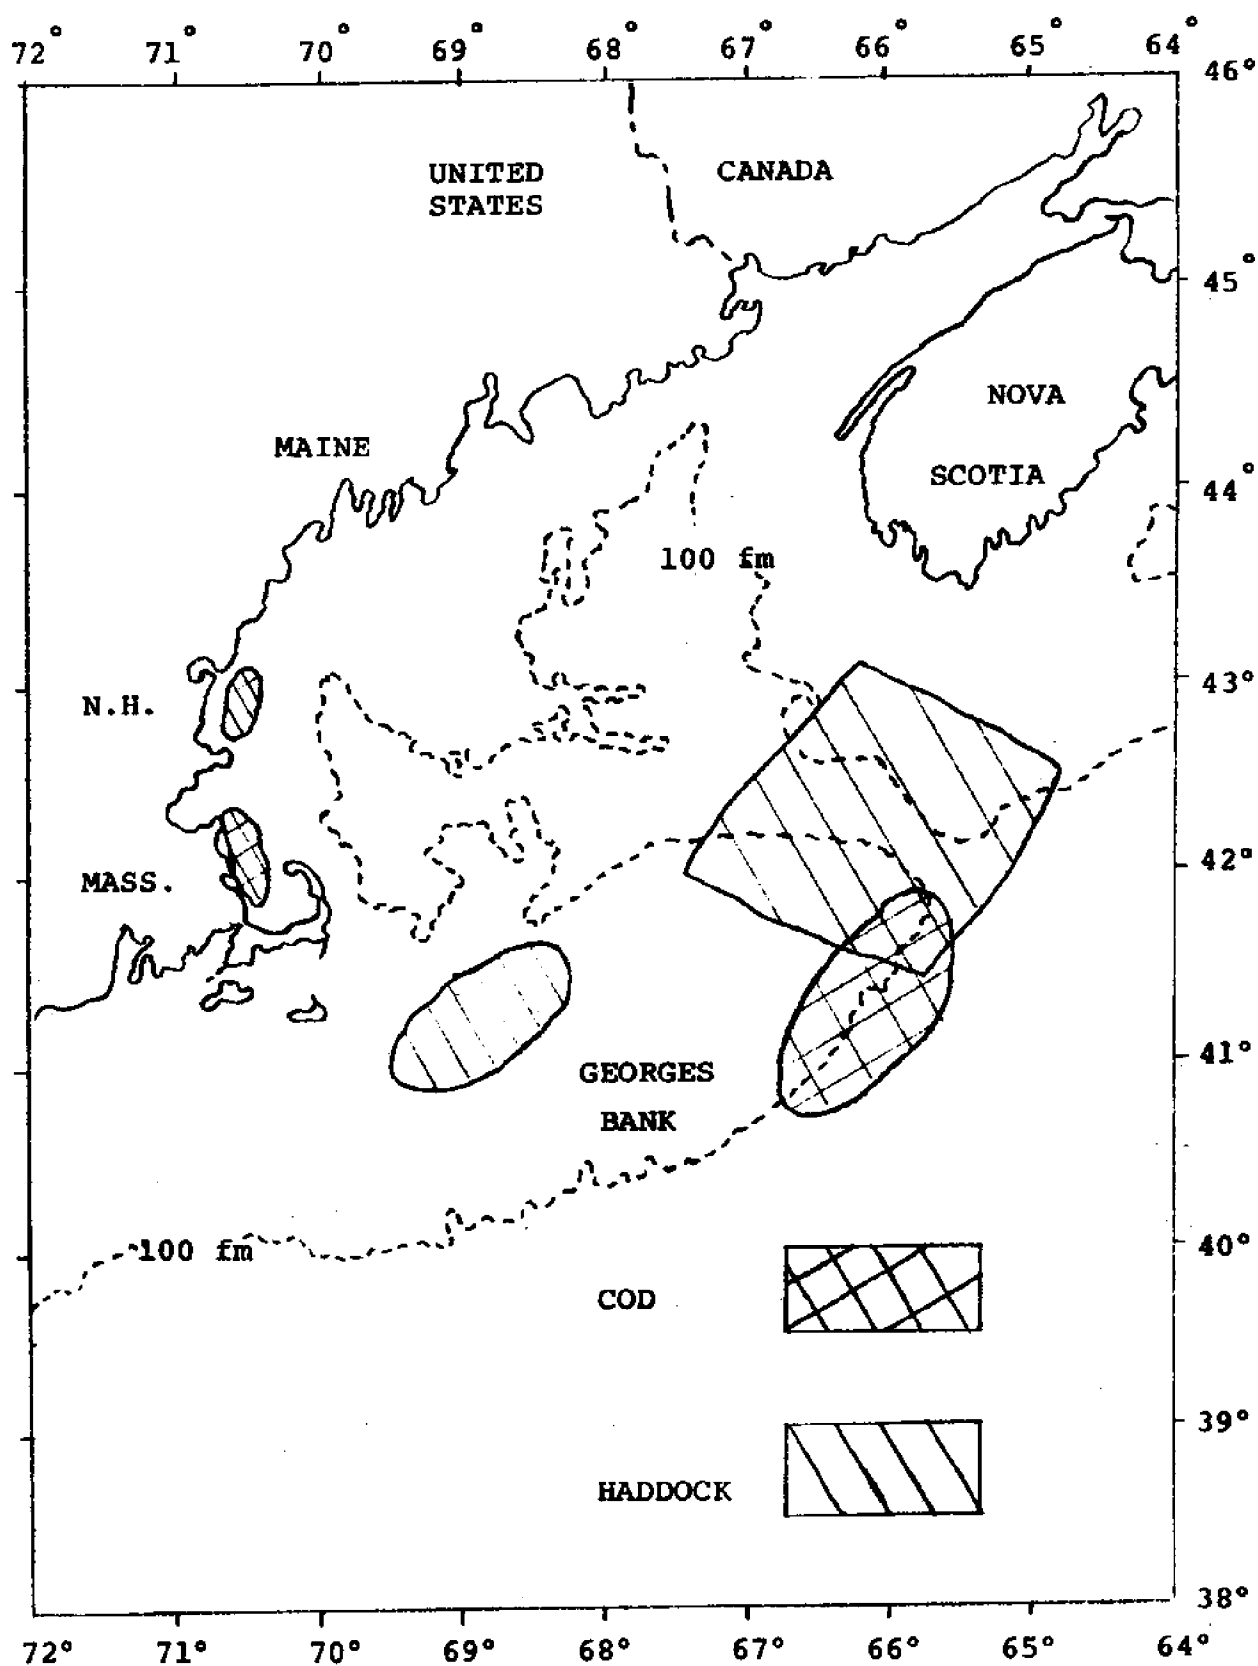 72° 71° 70° 69° 68° 67° 66° 65° 64°
46°
UNITED
STATES
CANADA
45°
NOVA
MAINE
SCOTIA
44°
100 fm
43°
N.H.
42°
MASS.
41°
GEORGES
BANK
100 fm
40°
COD
39°
HADDOCK
38°
72° 71° 70° 69° 68° 67° 66° 65° 64°